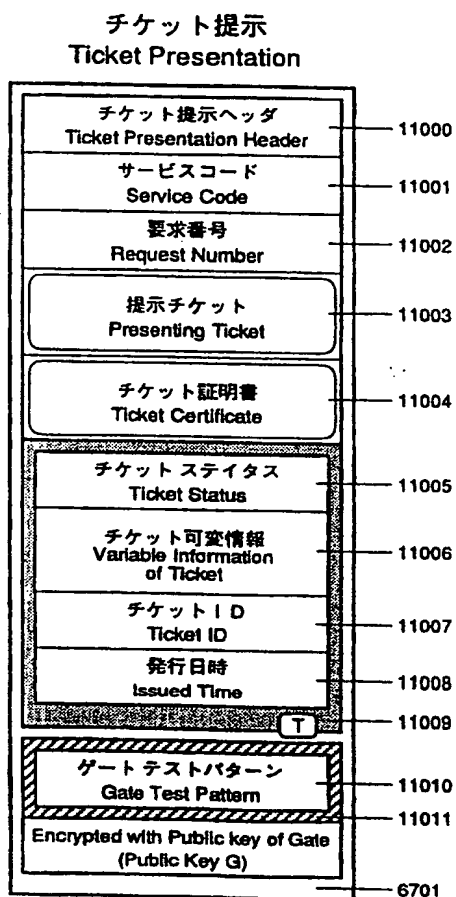 チケット提示
Ticket Presentation
チケット提示ヘッダ
Ticket Presentation Header
11000
サービスコード
Service Code
11001
要求番号
Request Number
11002
提示チケット
Presenting Ticket
11003
チケット証明書
Ticket Certificate
11004
チケット ステイタス
Ticket Status
11005
チケット可変情報
Variable Information
of Ticket
11006
チケットID
Ticket ID
11007
発行日時
Issued Time
11008
T
11009
ゲート テストパターン
Gate Test Pattern
11010
11011
Encrypted with Public key of Gate
(Public Key G)
6701